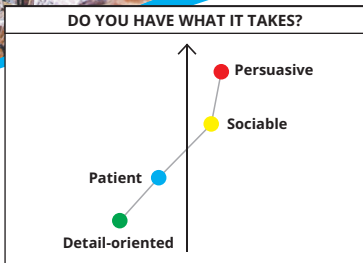 DO YOU HAVE WHAT IT TAKES?
Persuasive
Sociable
Patient
Detail-oriented